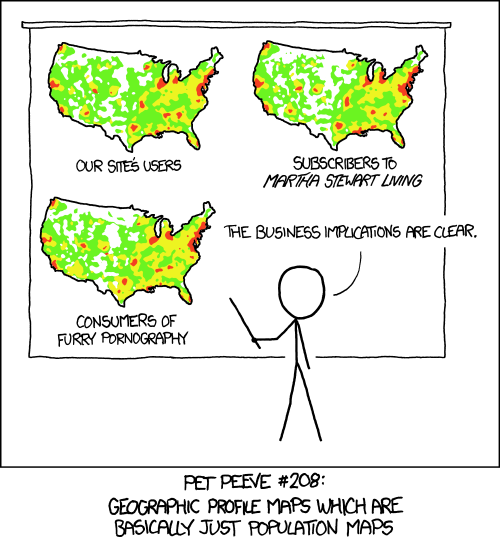 OUR SITE'S USERS
SUBSCRIBERS TO
MARTHA STEWART LIVING
CONSUMERS OF
FURRY PORNOGRAPHY
THE BUSINESS IMPLICATIONS ARE CLEAR.
PET PEEVE #208:
GEOGRAPHIC PROFILE MAPS WHICH ARE
BASICALLY JUST POPULATION MAPS